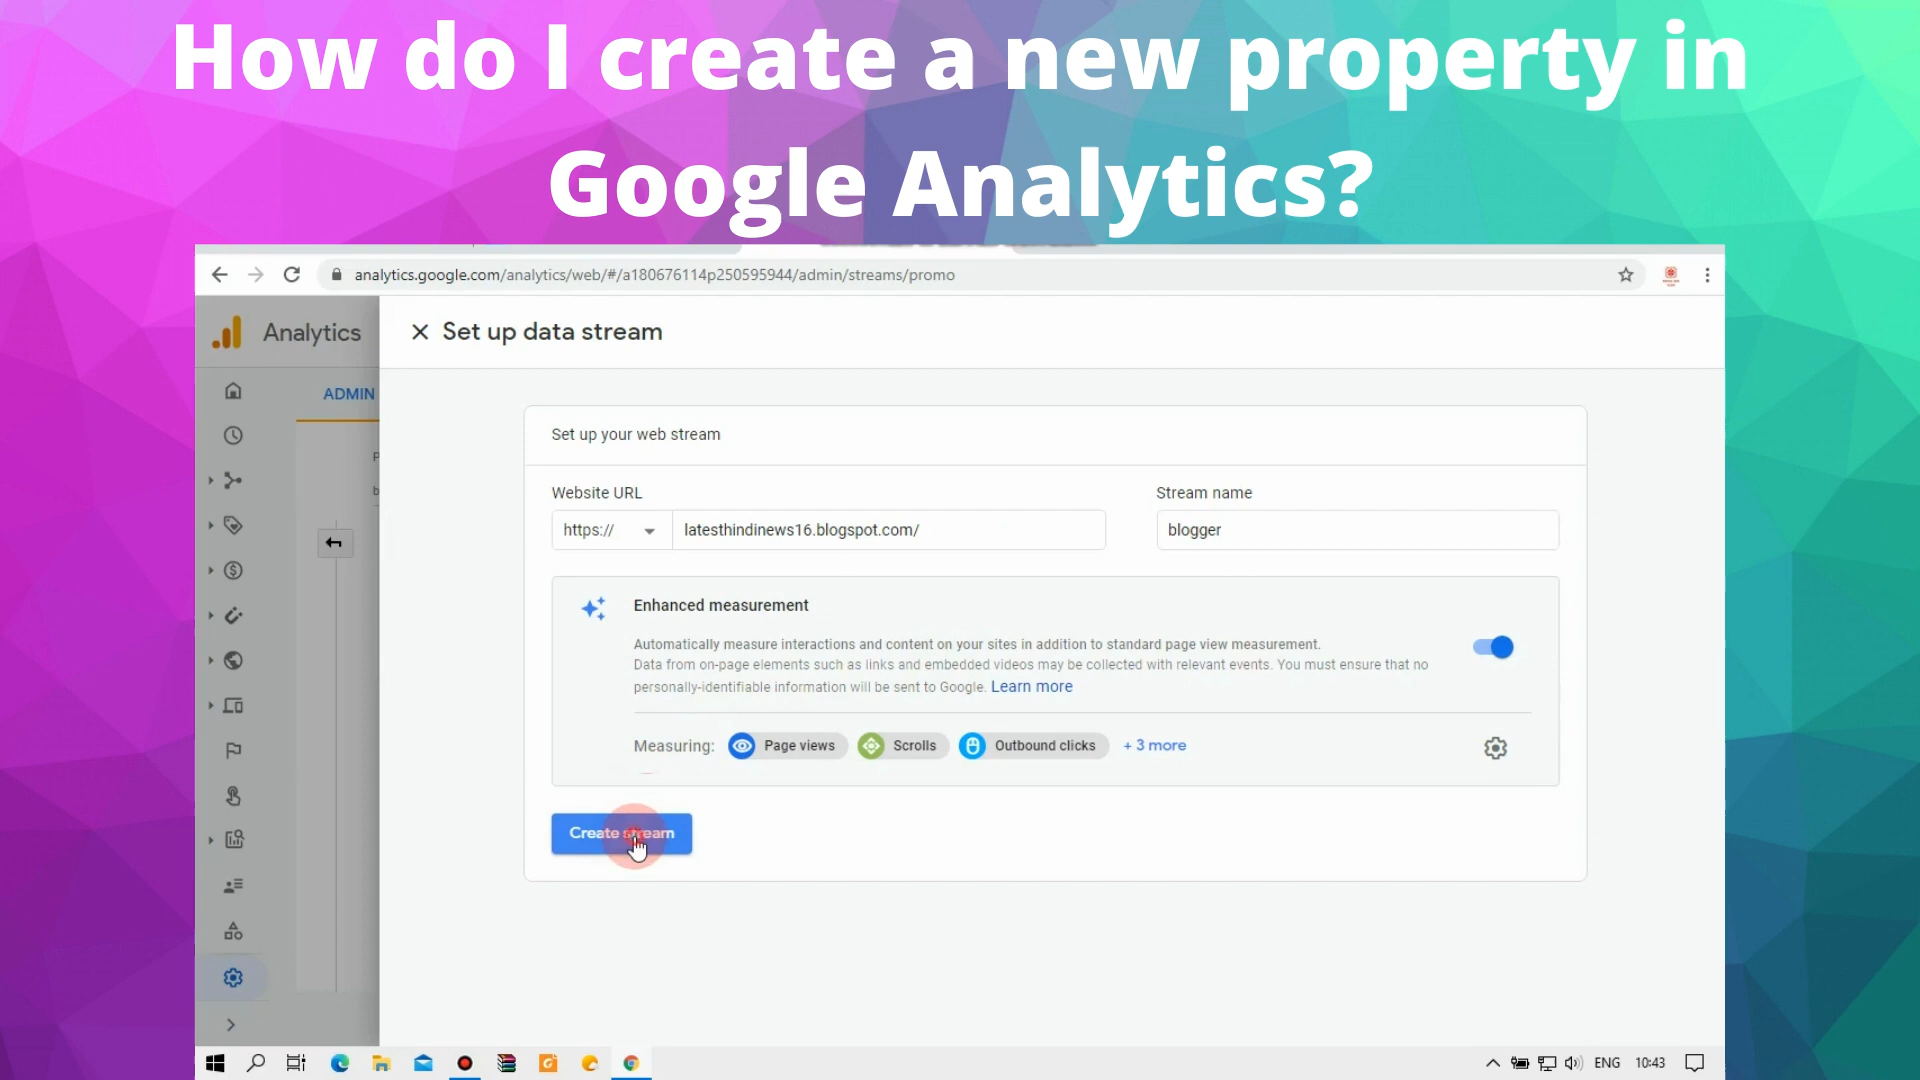 How do I create a new property in
Google Analytics?
analytics.google.com/analytics/web/#/a180676114p250595944/admin/streams/promo
Analytics
Set up data stream
ADMIN
P
b
Set up your web stream
Website URL
Stream name
https://
latesthindinews16.blogspot.com/
blogger
Enhanced measurement
Automatically measure interactions and content on your sites in addition to standard page view measurement.
Data from on-page elements such as links and embedded videos may be collected with relevant events. You must ensure that no
personally-identifiable information will be sent to Google. Learn more
Measuring:
Page views
Scrolls
Outbound clicks
+ 3 more
Create stream
ENG
10:43